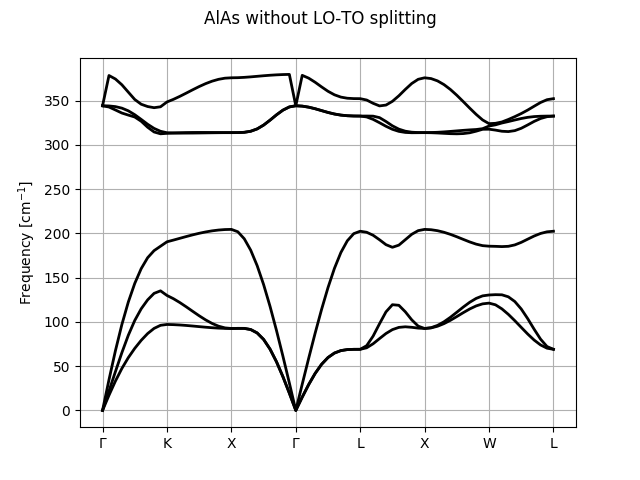 AlAs without LO-TO splitting
Frequency [cm⁻¹]
350
300
250
200
150
100
50
0
Γ K X Γ L X W L